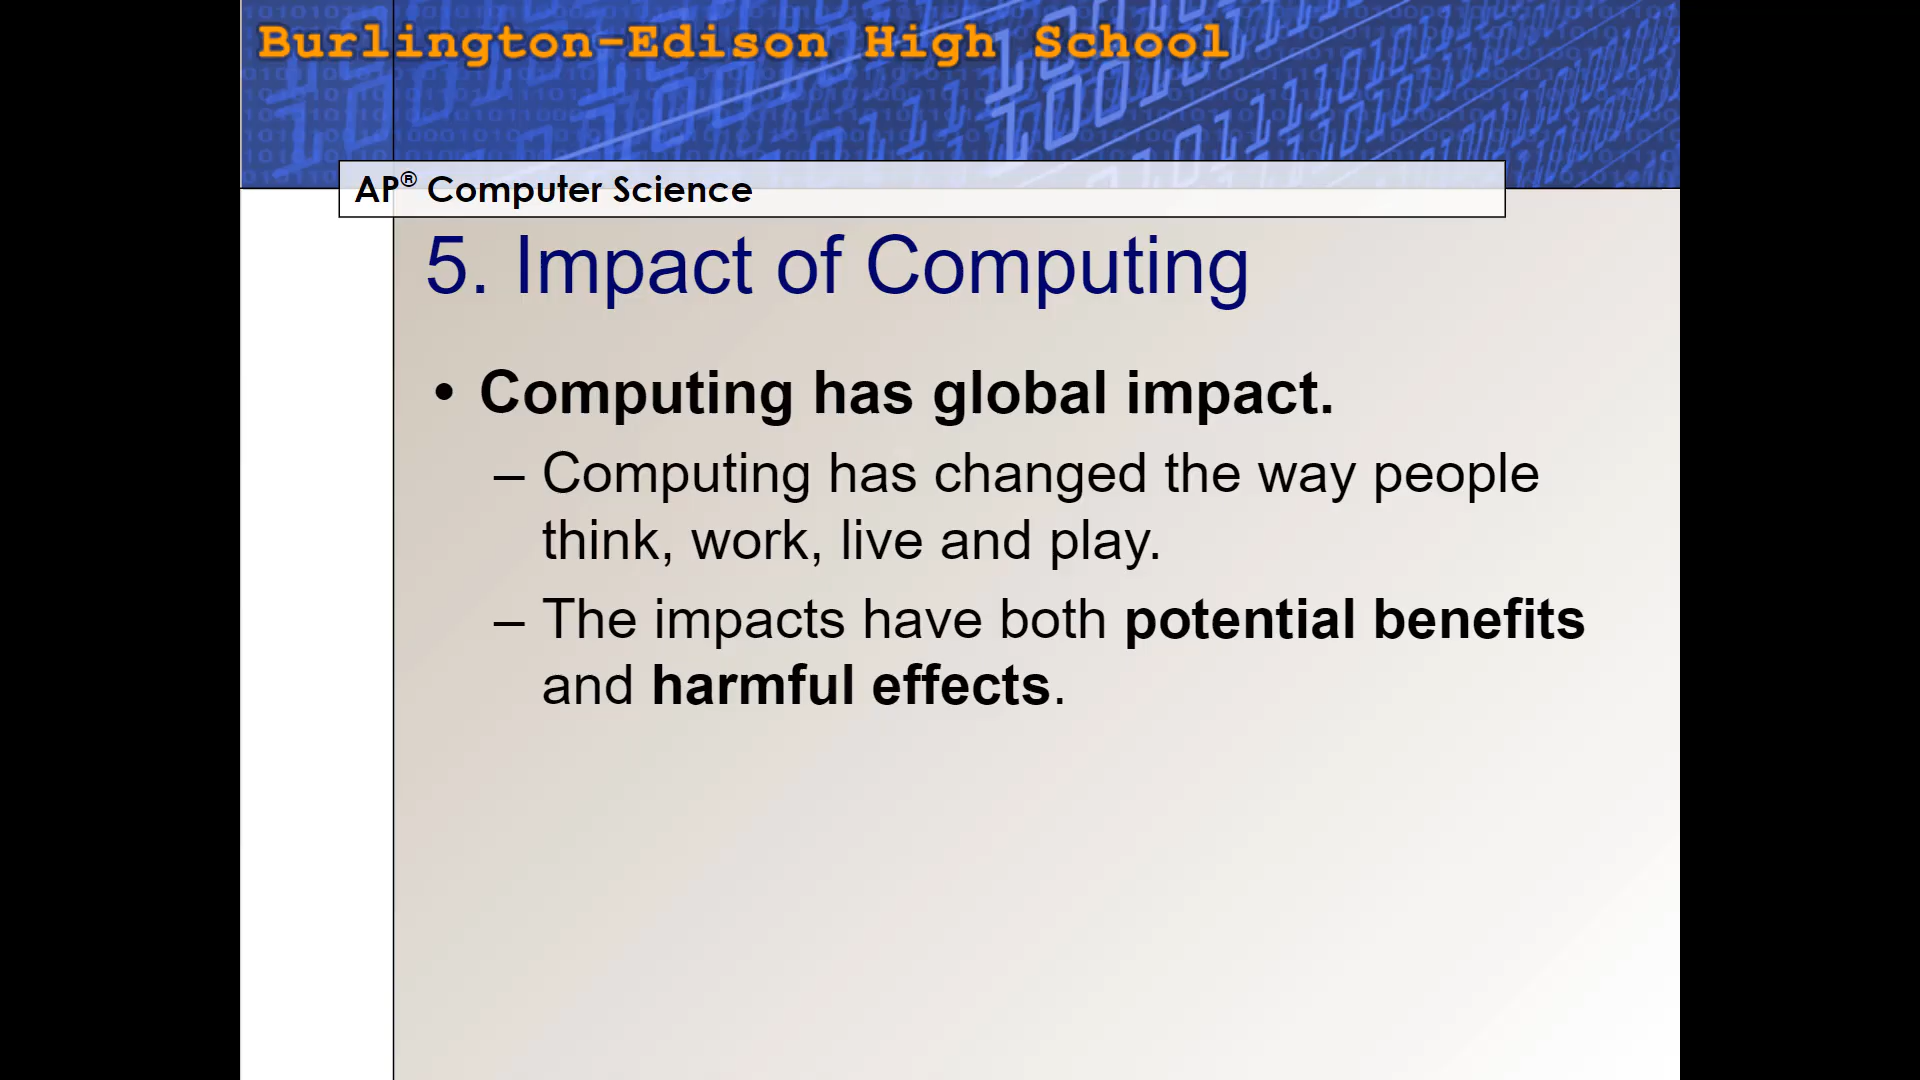 Burlington-Edison High School
AP® Computer Science
5. Impact of Computing
• Computing has global impact.
– Computing has changed the way people
think, work, live and play.
– The impacts have both potential benefits
and harmful effects.